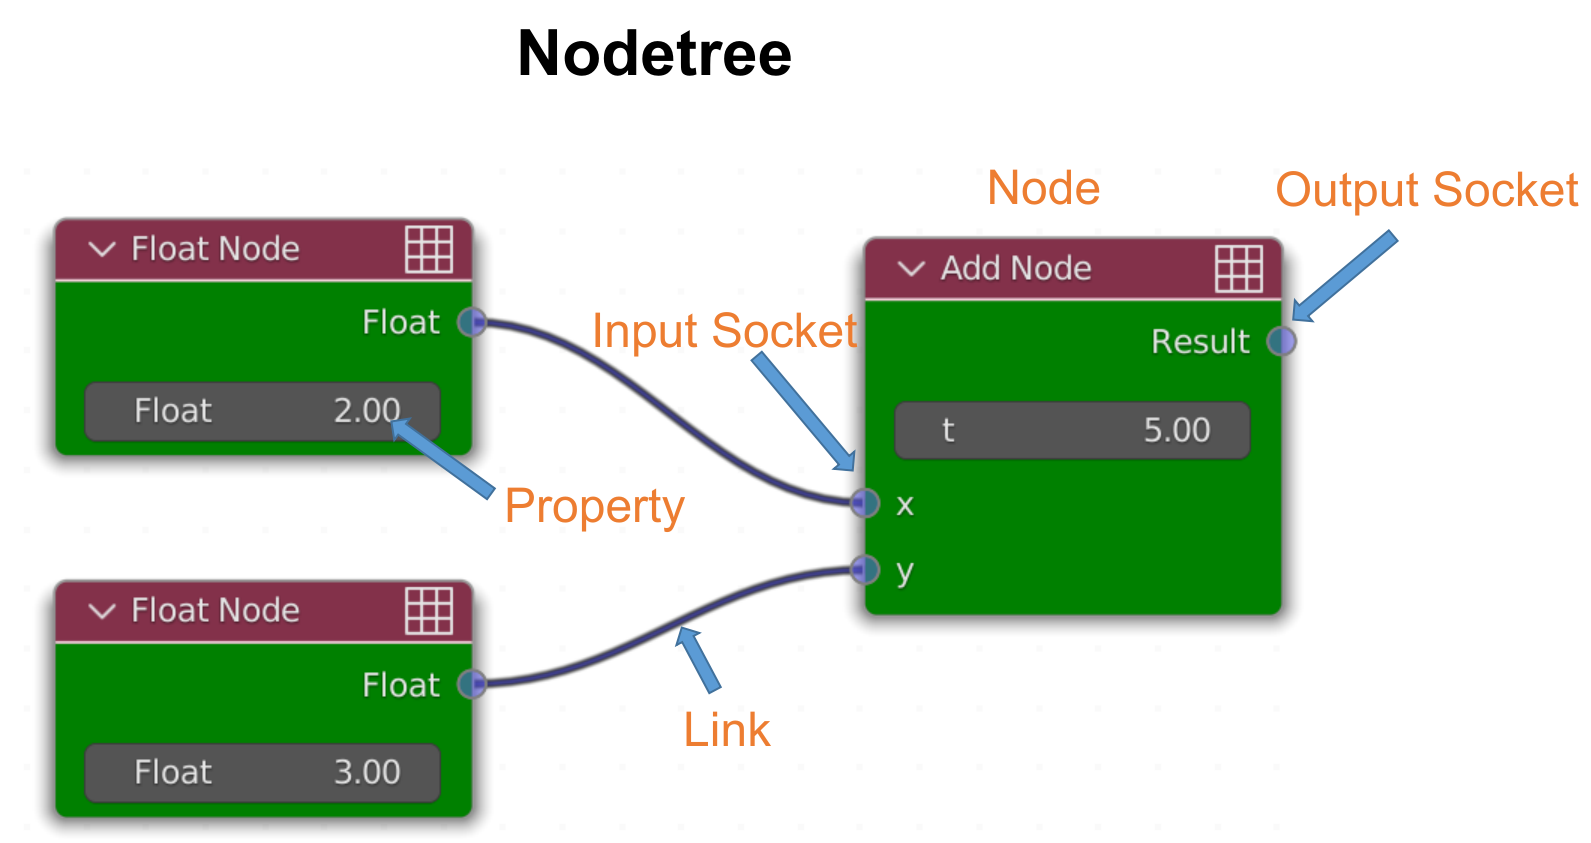 Nodetree
Node
Output Socket
Float Node
Float
Float 2.00
Property
Input Socket
Add Node
Result
t 5.00
x
y
Float Node
Float
Float 3.00
Link